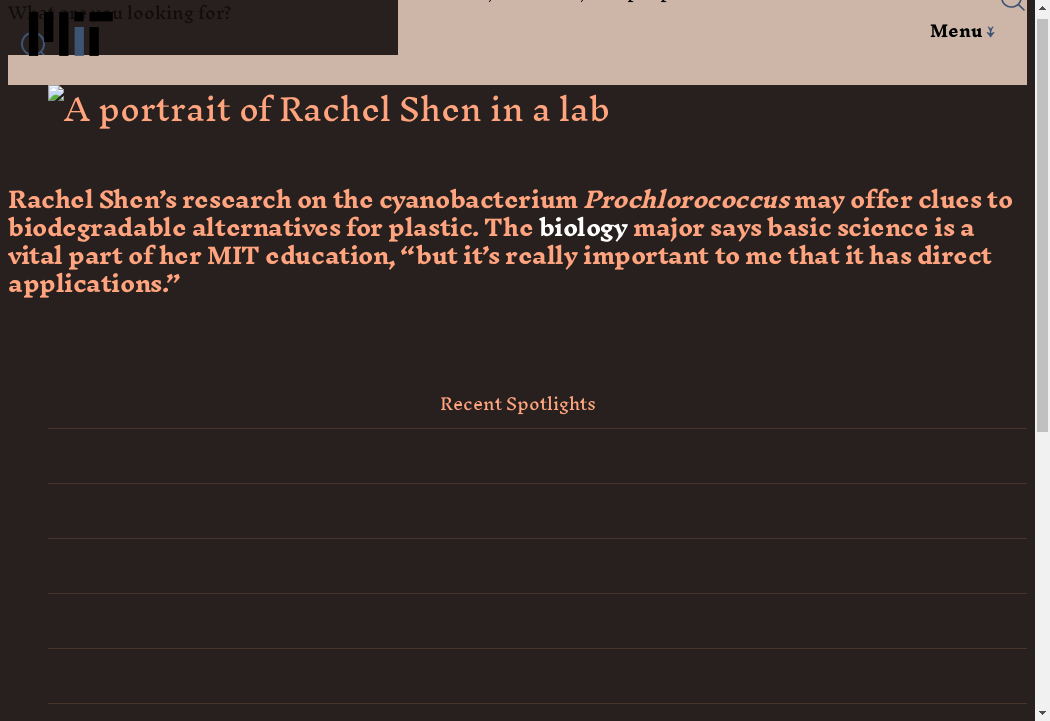 What are you looking for?
MIT
Menu
A portrait of Rachel Shen in a lab
Rachel Shen’s research on the cyanobacterium Prochlorococcus may offer clues to
biodegradable alternatives for plastic. The biology major says basic science is a
vital part of her MIT education, “but it’s really important to me that it has direct
applications.”
Recent Spotlights